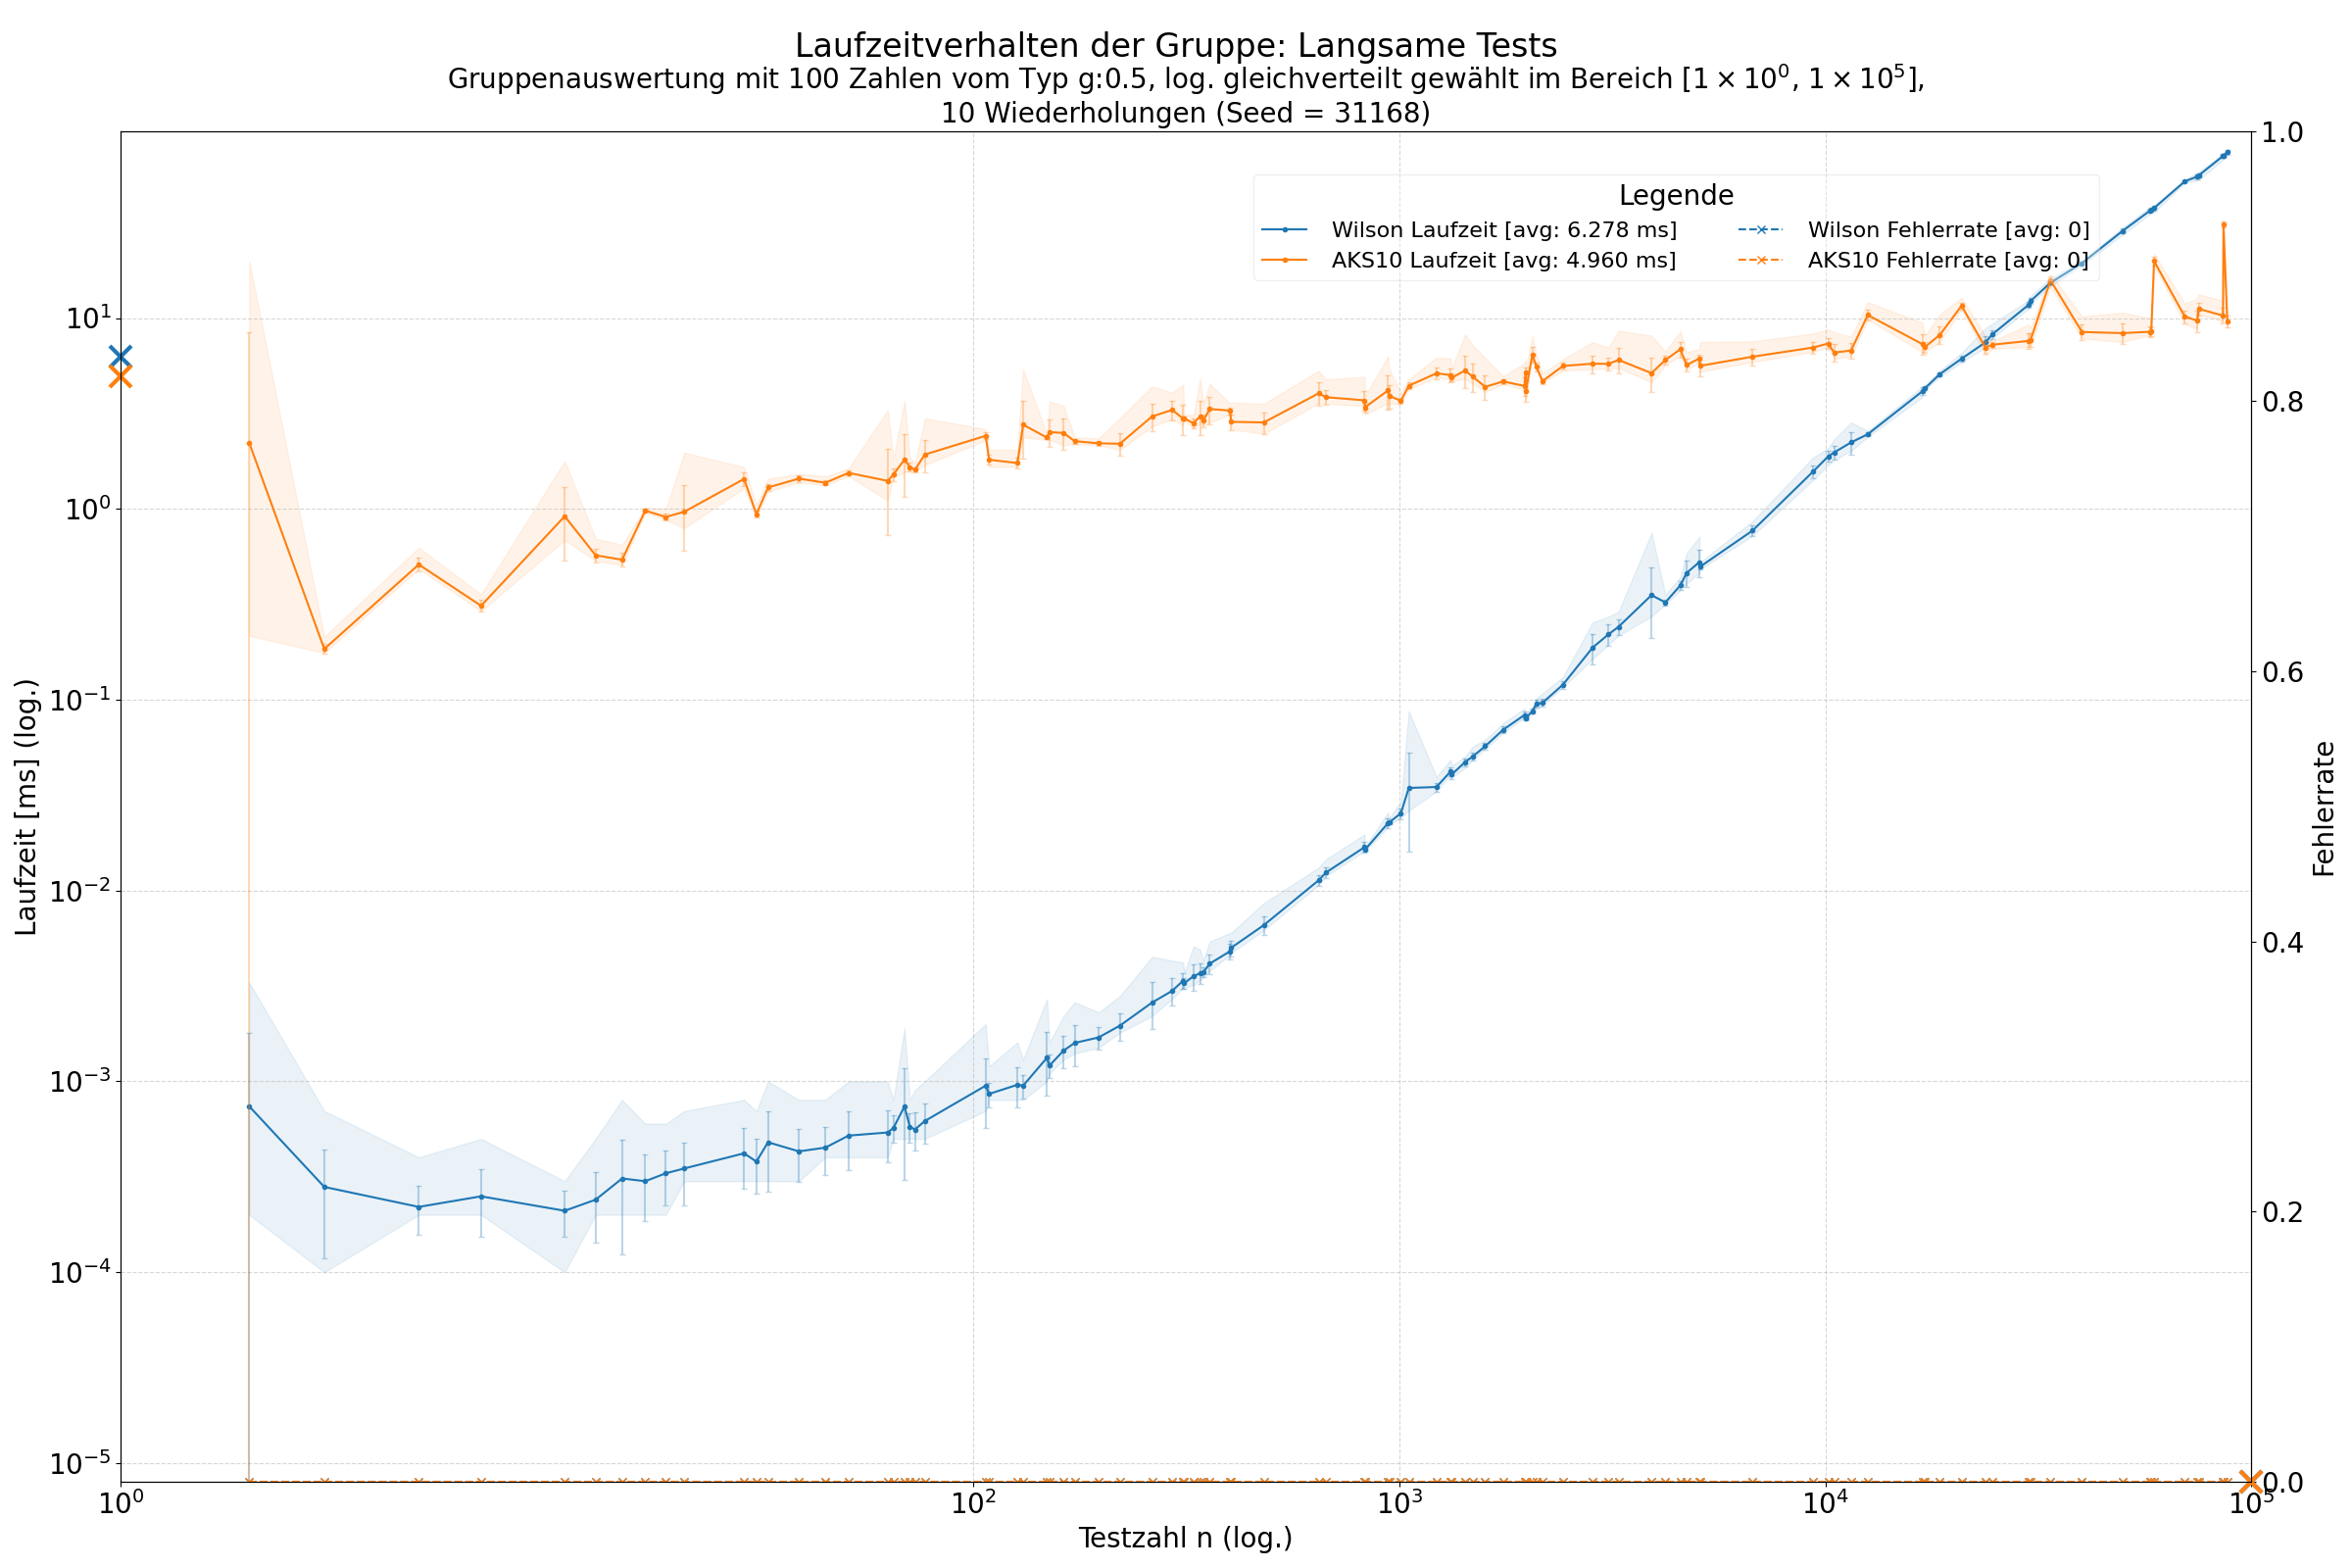 Laufzeitverhalten der Gruppe: Langsame Tests
Gruppenauswertung mit 100 Zahlen vom Typ g:0.5, log. gleichverteilt gewählt im Bereich [1 × 10⁰, 1 × 10⁵],
10 Wiederholungen (Seed = 31168)
Legende
Wilson Laufzeit [avg: 6.278 ms]
AKS10 Laufzeit [avg: 4.960 ms]
Wilson Fehlerrate [avg: 0]
AKS10 Fehlerrate [avg: 0]
Laufzeit [ms] (log.)
10¹
10⁰
10⁻¹
10⁻²
10⁻³
10⁻⁴
10⁻⁵
10⁰
10²
10³
10⁴
10⁵
Testzahl n (log.)
1.0
0.8
0.6
0.4
0.2
0.0
Fehlerrate